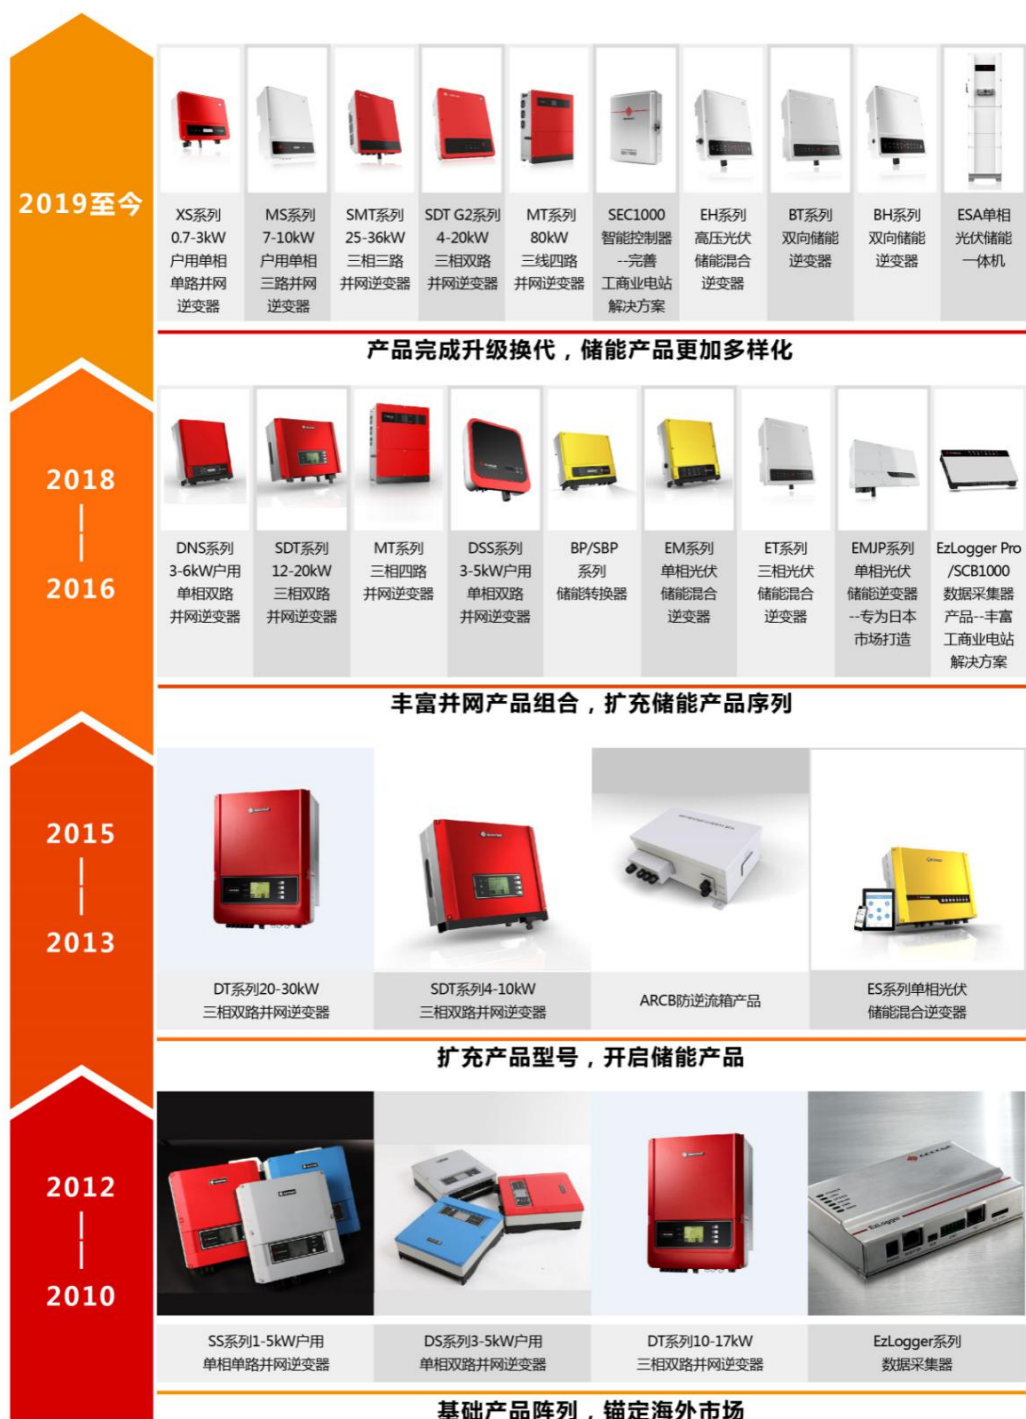 2019至今
XS系列
0.7-3kW
户用单相
单路并网
逆变器
MS系列
7-10kW
户用单相
三路并网
逆变器
SMT系列
25-36kW
三相三路
并网逆变器
SDT G2系列
4-20kW
三相双路
并网逆变器
MT系列
80kW
三线四路
并网逆变器
SEC1000
智能控制器
--完善
工商业电站
解决方案
EH系列
高压光伏
储能混合
逆变器
BT系列
双向储能
逆变器
BH系列
双向储能
逆变器
ESA单相
光伏储能
一体机
产品完成升级换代，储能产品更加多样化
2018
2016
DNS系列
3-6kW户用
单相双路
并网逆变器
SDT系列
12-20kW
三相双路
并网逆变器
MT系列
三相四路
并网逆变器
DSS系列
3-5kW户用
单相双路
并网逆变器
BP/SBP
系列
储能转换器
EM系列
单相光伏
储能混合
逆变器
ET系列
三相光伏
储能混合
逆变器
EMJP系列
单相光伏
储能逆变器
--专为日本
市场打造
EzLogger Pro
/SCB1000
数据采集器
产品--丰富
工商业电站
解决方案
丰富并网产品组合，扩充储能产品序列
2015
2013
DT系列20-30kW
三相双路并网逆变器
SDT系列4-10kW
三相双路并网逆变器
ARCB防逆流箱产品
ES系列单相光伏
储能混合逆变器
扩充产品型号，开启储能产品
2012
2010
EzLogger
SS系列1-5kW户用
单相单路并网逆变器
DS系列3-5kW户用
单相双路并网逆变器
DT系列10-17kW
三相双路并网逆变器
EzLogger系列
数据采集器
基础产品阵列，锚定海外市场